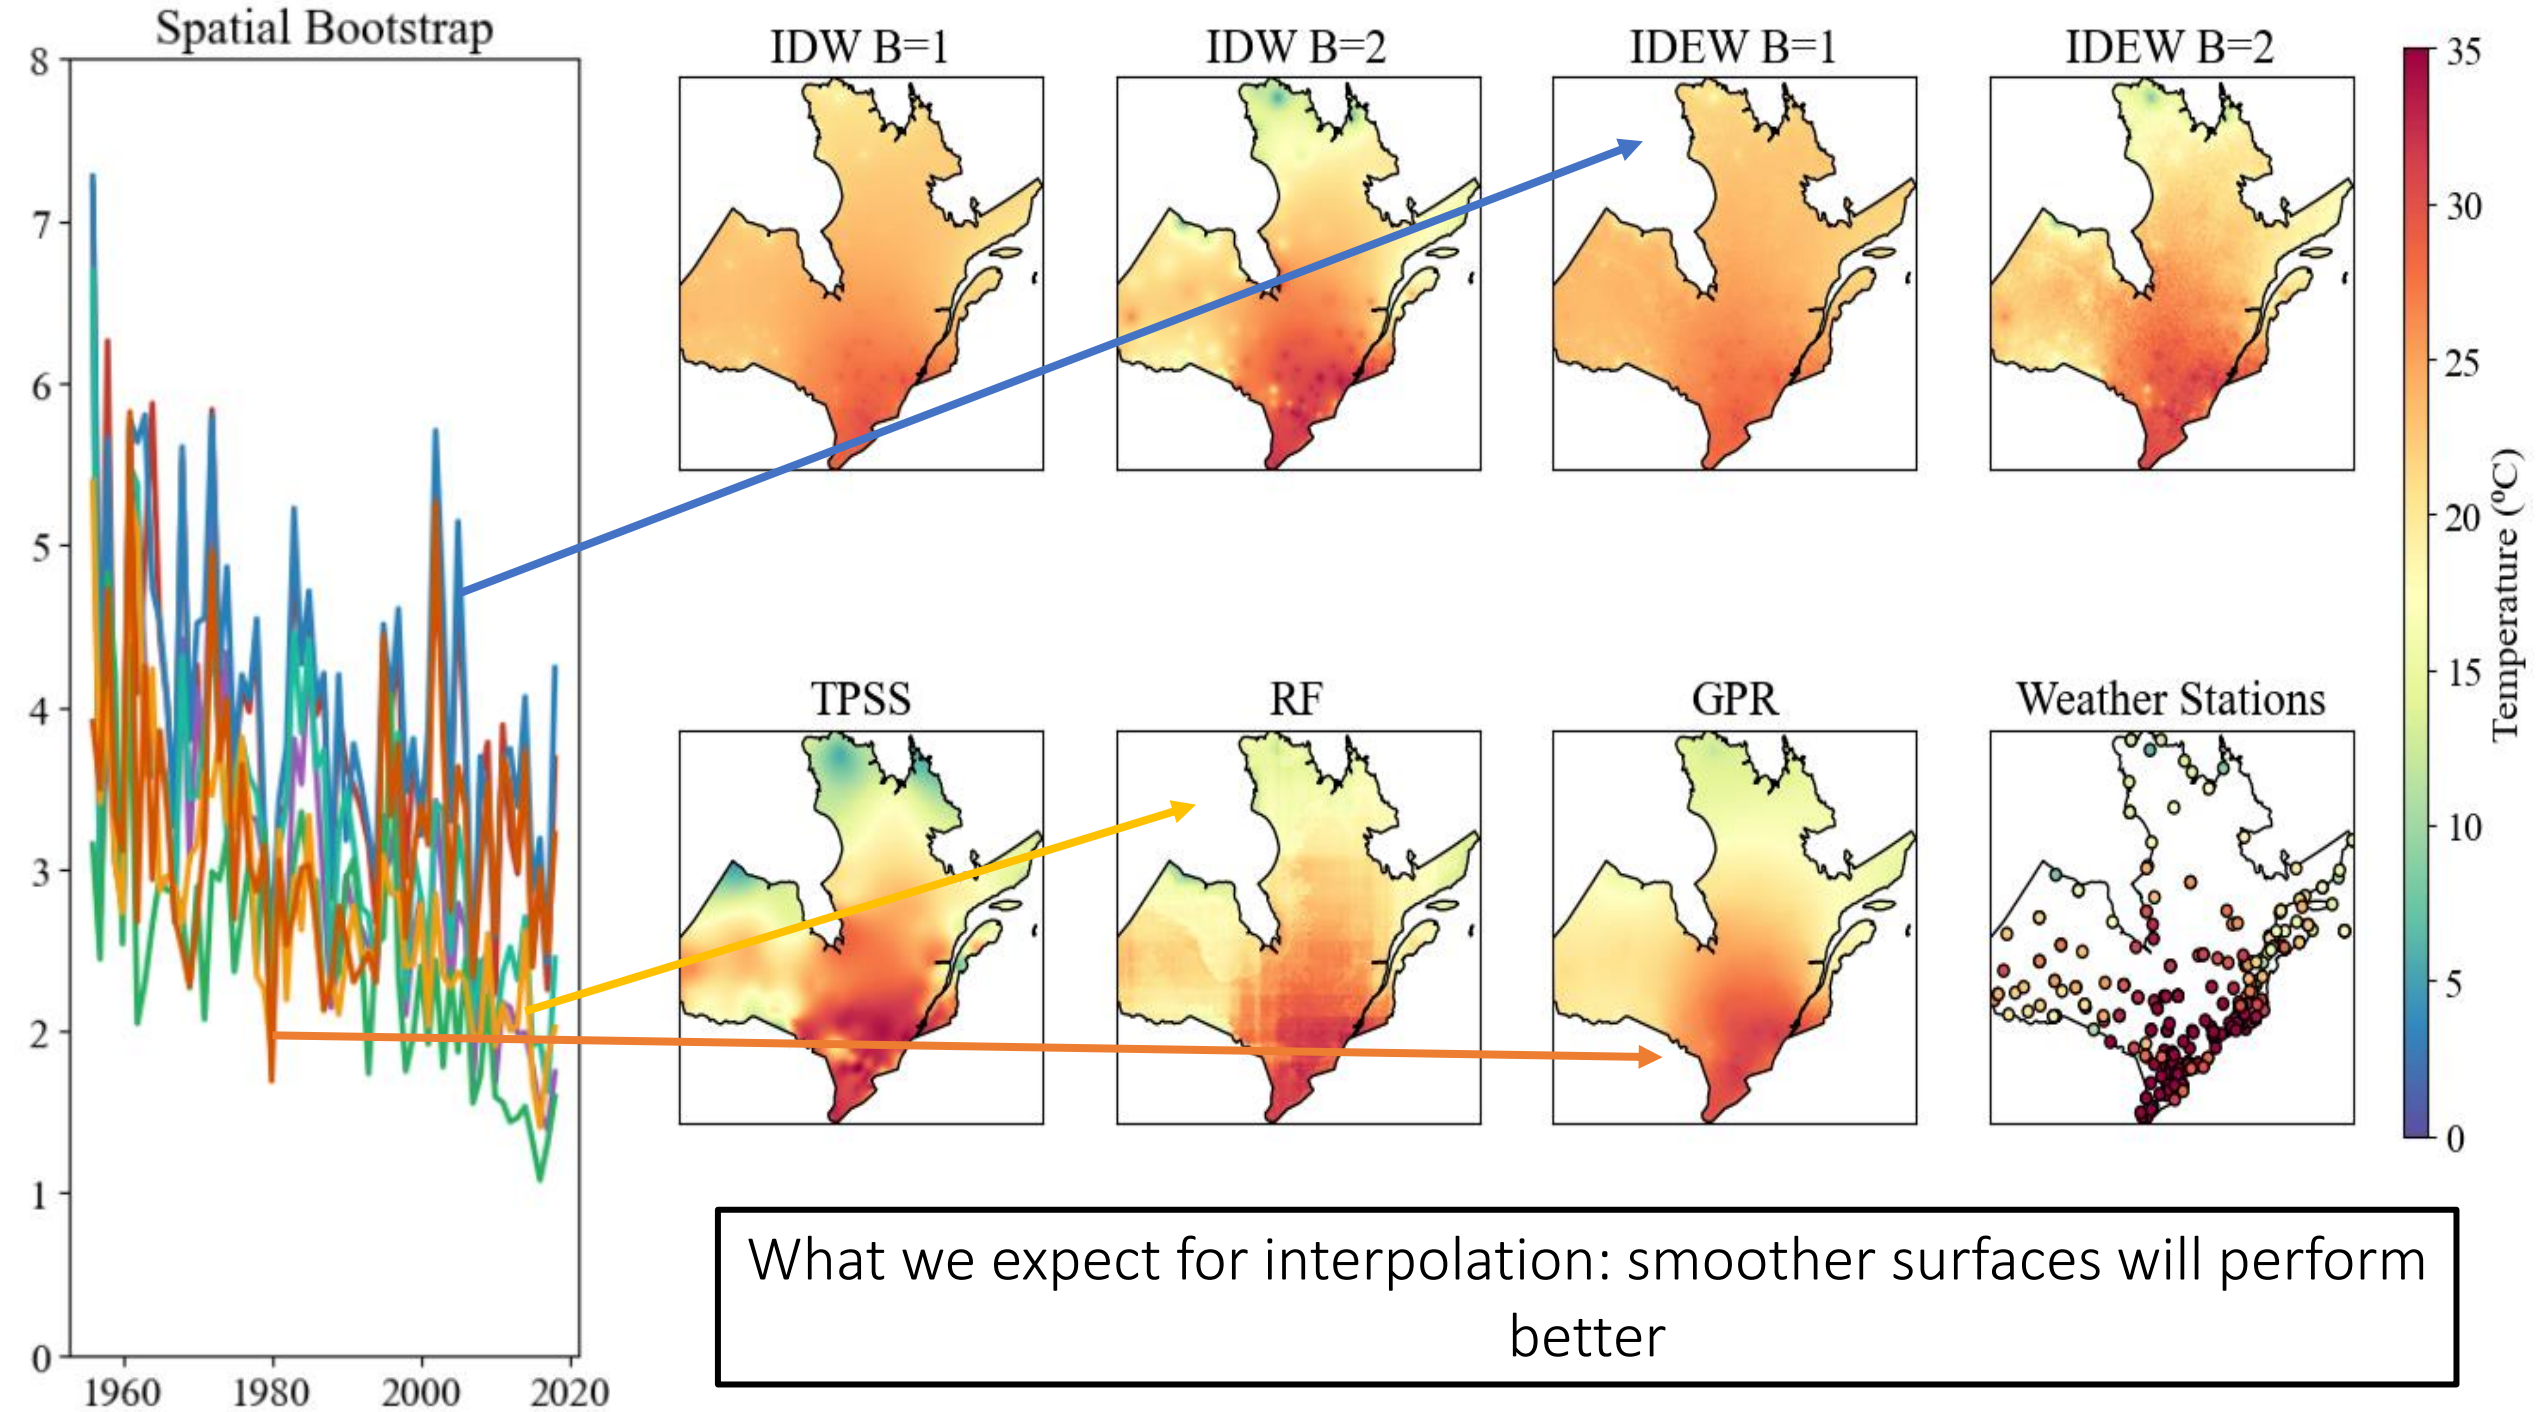 Spatial Bootstrap
8
7
6
5
4
3
2
1
0
1960 1980 2000 2020
IDW B=1
IDW B=2
IDEW B=1
IDEW B=2
TPSS
RF
GPR
Weather Stations
35
30
25
20
15
10
5
0
Temperature (ºC)
What we expect for interpolation: smoother surfaces will perform
better